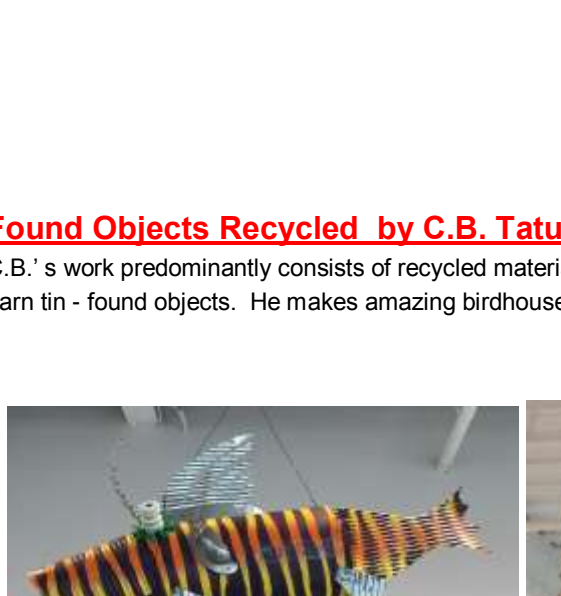 Found Objects Recycled by C.B. Tatu
C.B.' s work predominantly consists of recycled materi
arn tin - found objects. He makes amazing birdhouse